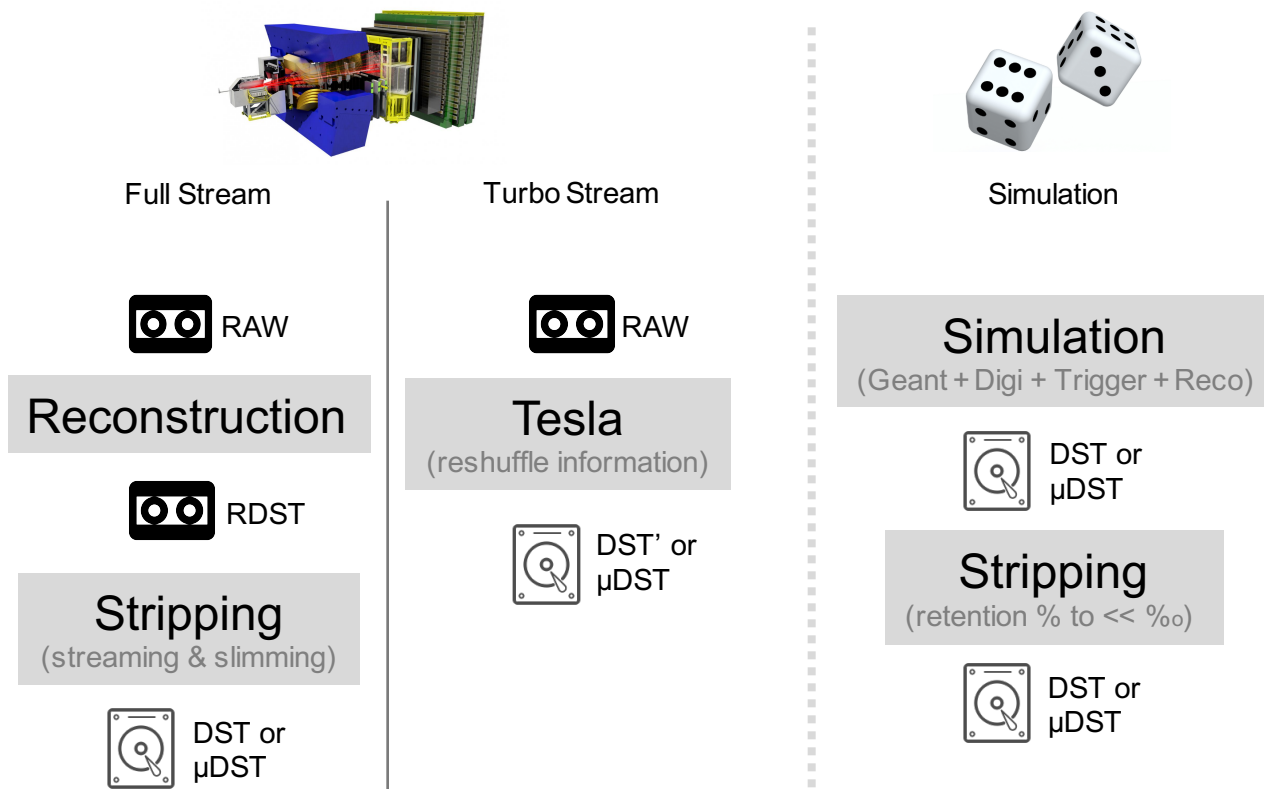 Full Stream
RAW
Reconstruction
RDST
Stripping
(streaming & slimming)
DST or
µDST
Turbo Stream
RAW
Tesla
(reshuffle information)
DST’ or
µDST
Simulation
Simulation
(Geant + Digi + Trigger + Reco)
DST or
µDST
Stripping
(retention % to << ‰)
DST or
µDST